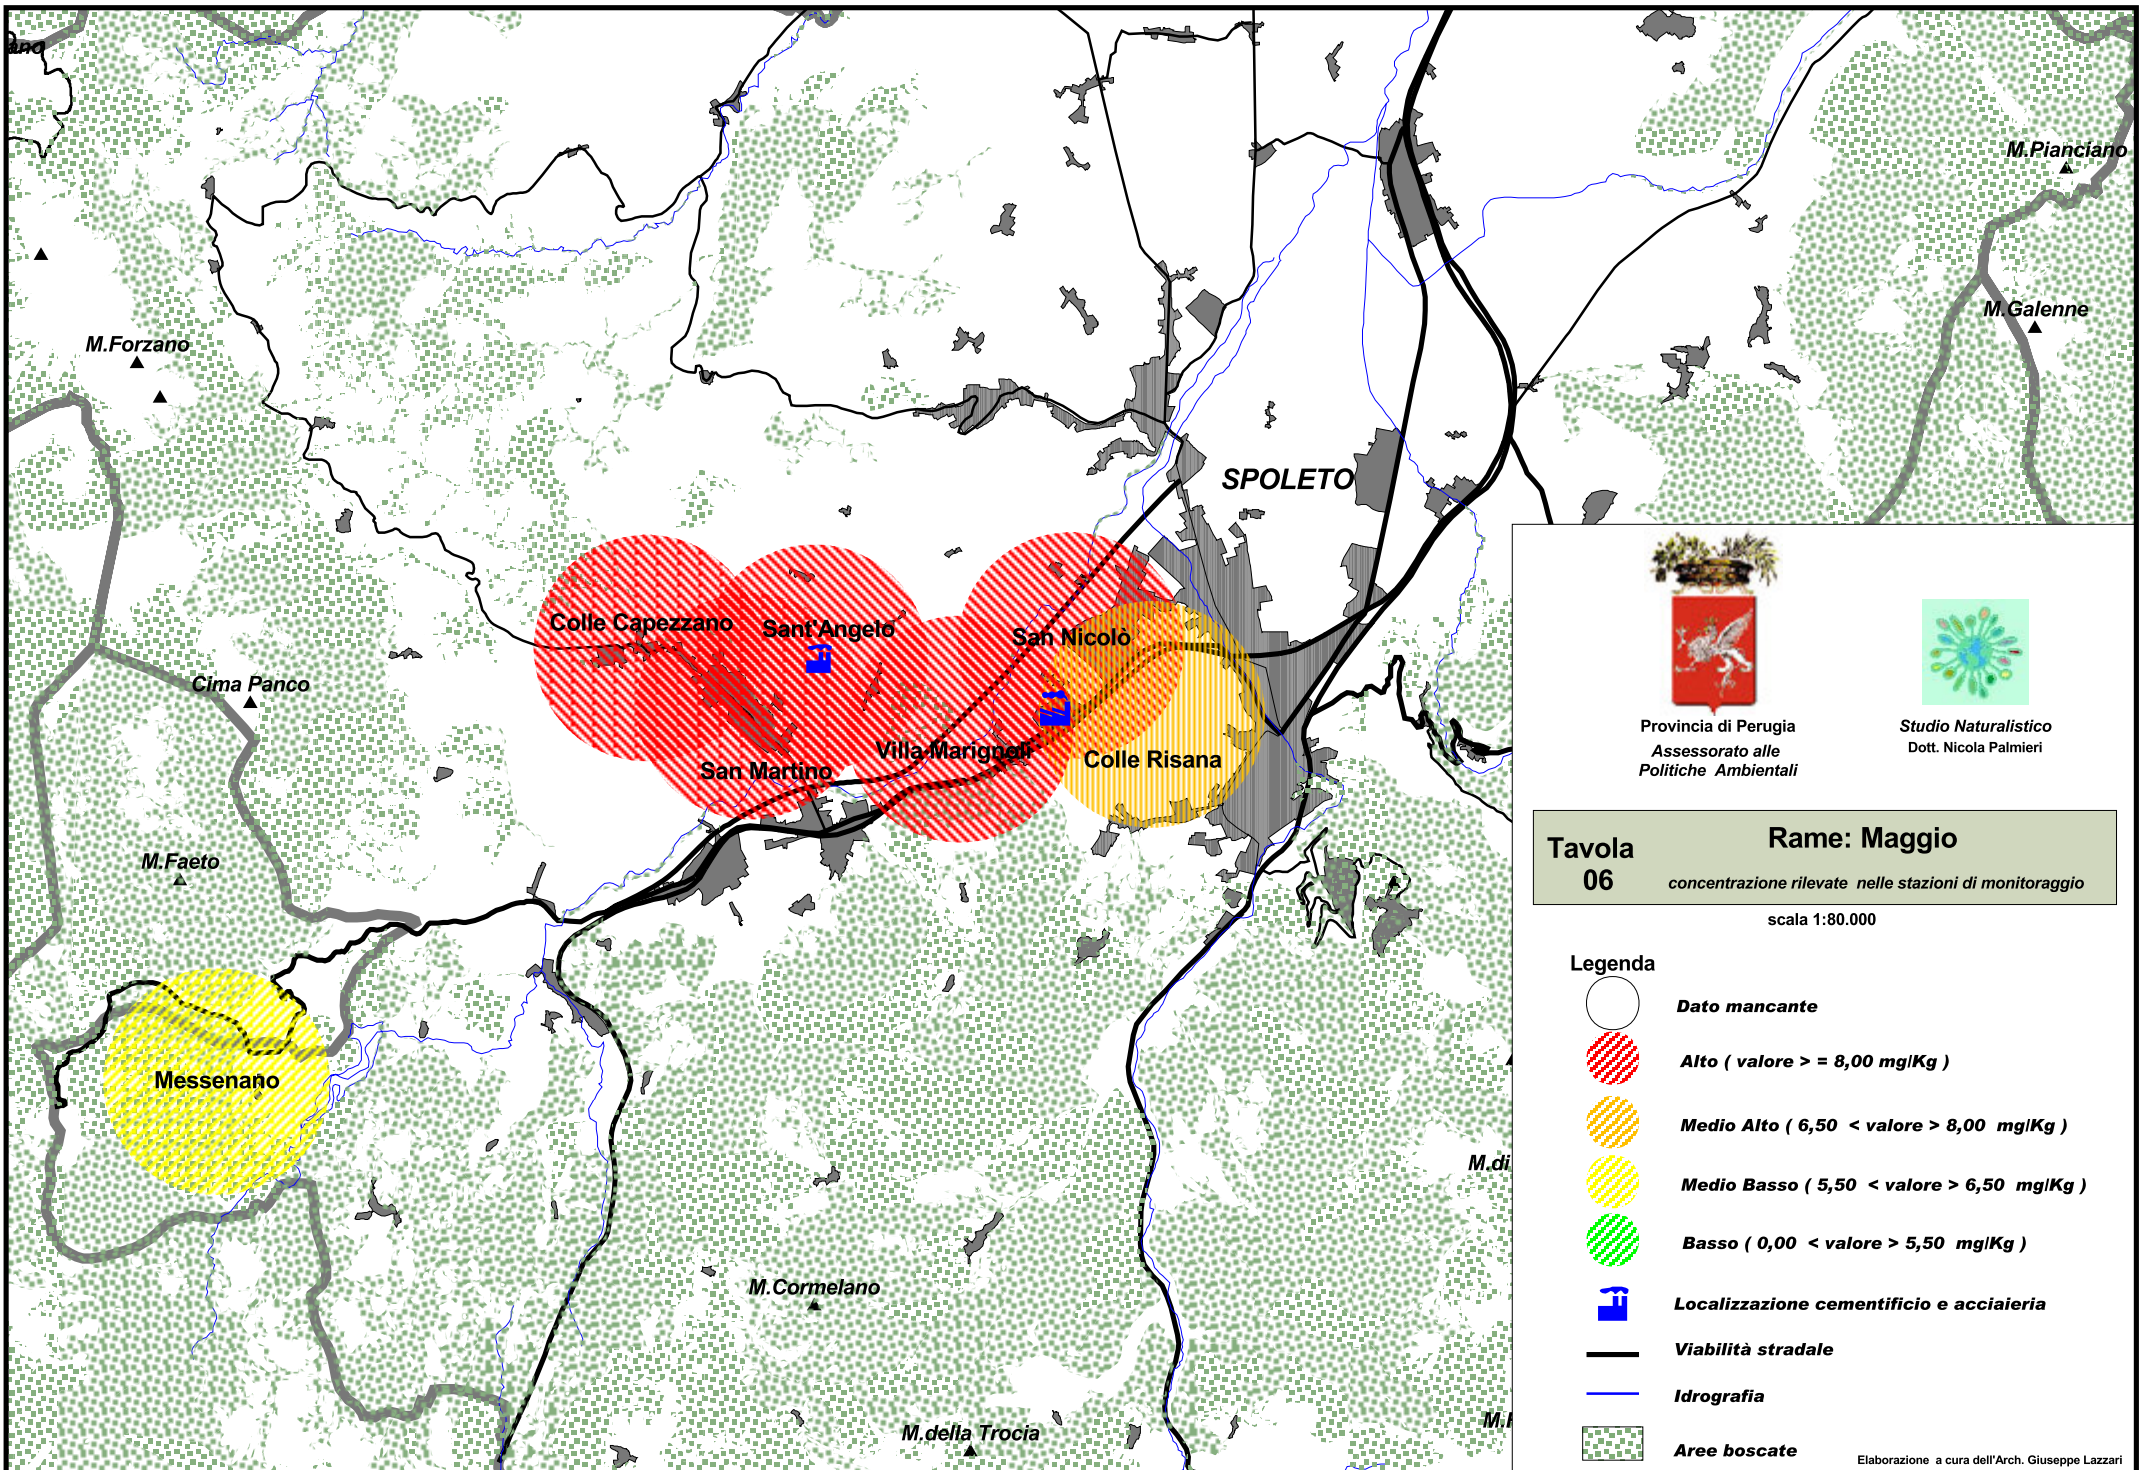 M.Pianciano
M.Galenne
M.Forzano
SPOLETO
Colle Capezzano
Sant'Angelo
San Nicolò
Cima Panco
Villa Marignoli
Colle Risana
San Martino
M.Faeto
Messenano
M.di
M.Cormelano
M.della Trocia
Provincia di Perugia
Assessorato alle
Politiche Ambientali
Studio Naturalistico
Dott. Nicola Palmieri
Tavola
06
Rame: Maggio
concentrazione rilevate nelle stazioni di monitoraggio
scala 1:80.000
Legenda
Dato mancante
Alto ( valore > = 8,00 mg/Kg )
Medio Alto ( 6,50 < valore > 8,00 mg/Kg )
Medio Basso ( 5,50 < valore > 6,50 mg/Kg )
Basso ( 0,00 < valore > 5,50 mg/Kg )
Localizzazione cementificio e acciaieria
Viabilità stradale
Idrografia
Aree boscate
Elaborazione a cura dell'Arch. Giuseppe Lazzari